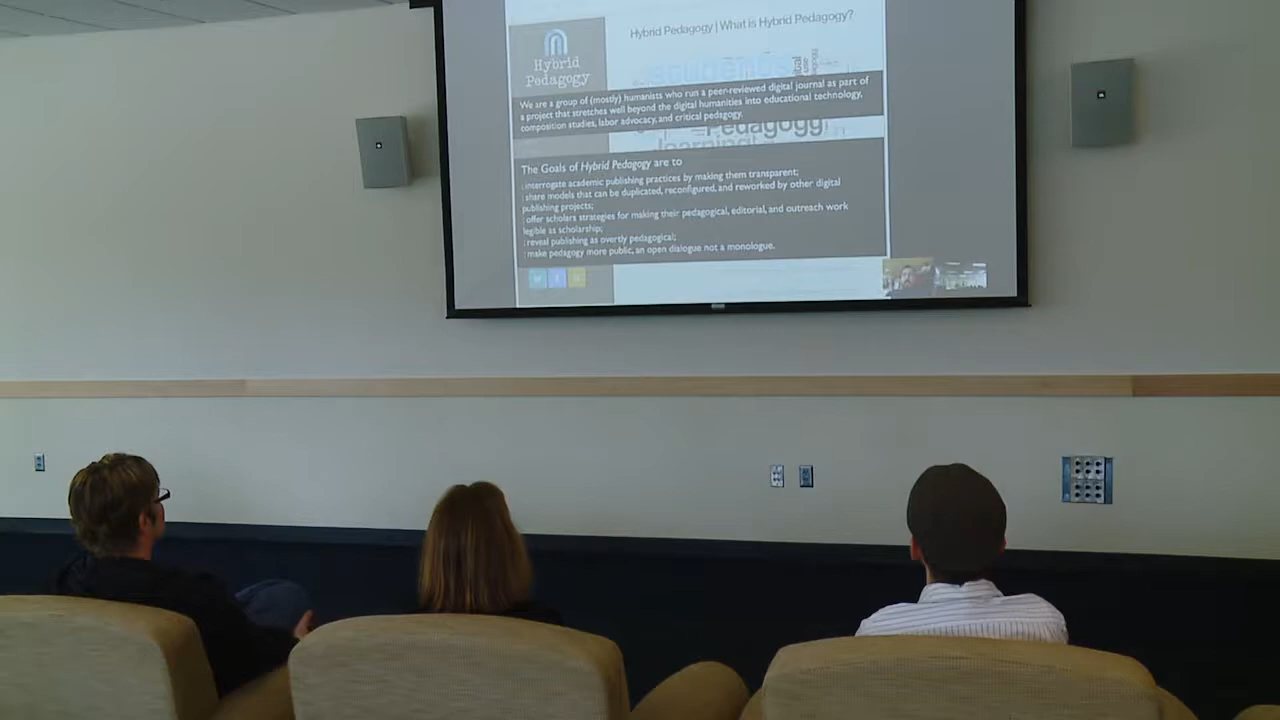 Hybrid Pedagogy | What is Hybrid Pedagogy?
Hybrid
Pedagogy
students
We are a group of (mostly) humanists who run a peer-reviewed digital journal as part of
a project that stretches well beyond the digital humanities into educational technology,
composition studies, labor advocacy, and critical pedagogy.
Pedagogy
learning
The Goals of Hybrid Pedagogy are to
: interrogate academic publishing practices by making them transparent;
: share models that can be duplicated, reconfigured, and reworked by other digital
publishing projects;
: offer scholars strategies for making their pedagogical, editorial, and outreach work
legible as scholarship;
: reveal publishing as overtly pedagogical;
: make pedagogy more public, an open dialogue not a monologue.